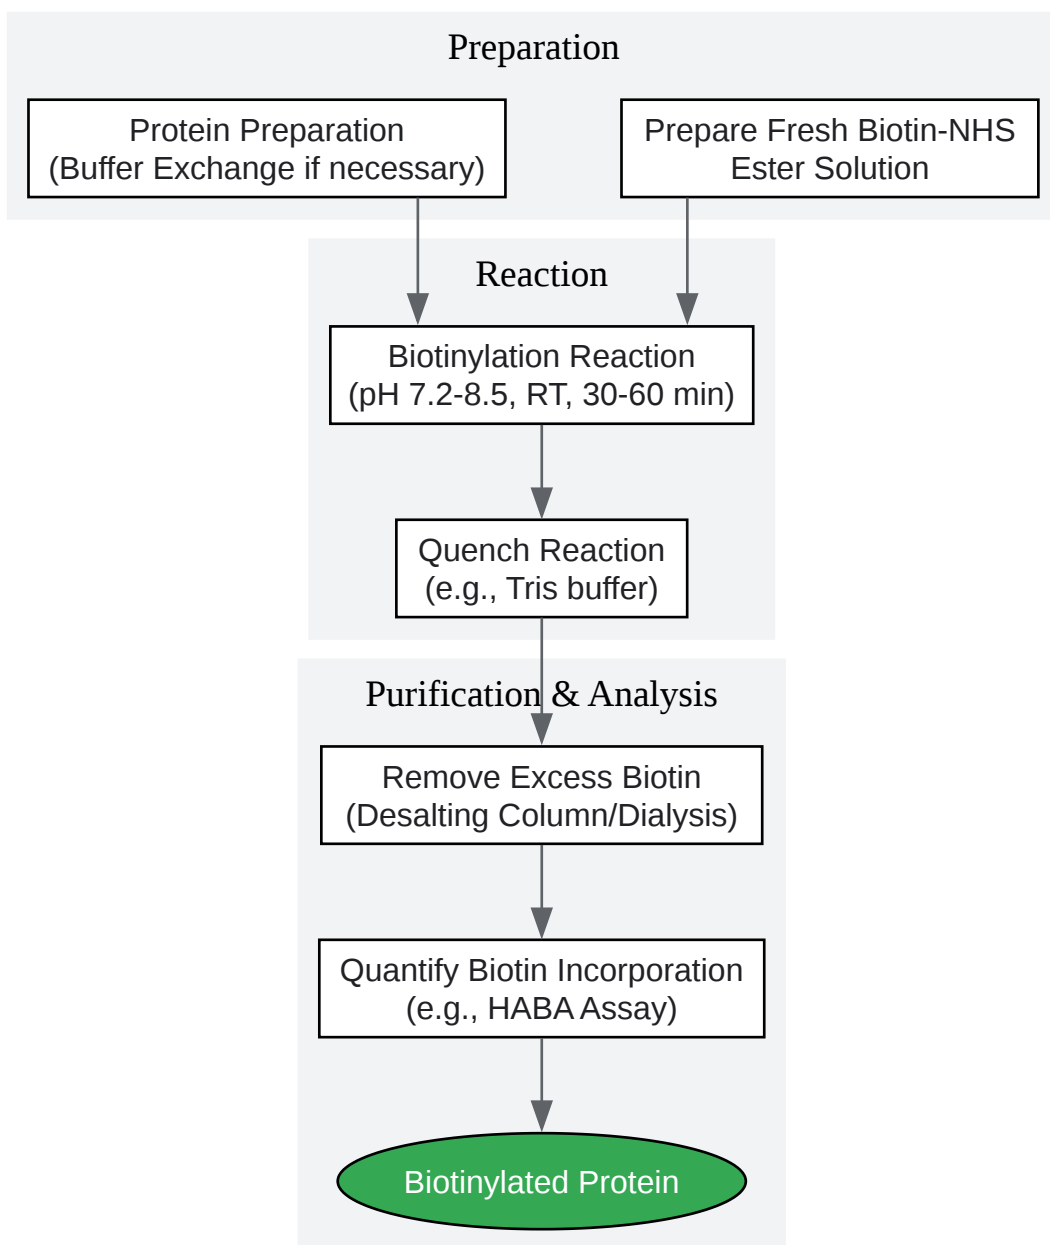 Preparation
Protein Preparation
(Buffer Exchange if necessary)
Prepare Fresh Biotin-NHS
Ester Solution
Reaction
Biotinylation Reaction
(pH 7.2-8.5, RT, 30-60 min)
Quench Reaction
(e.g., Tris buffer)
Purification & Analysis
Remove Excess Biotin
(Desalting Column/Dialysis)
Quantify Biotin Incorporation
(e.g., HABA Assay)
Biotinylated Protein